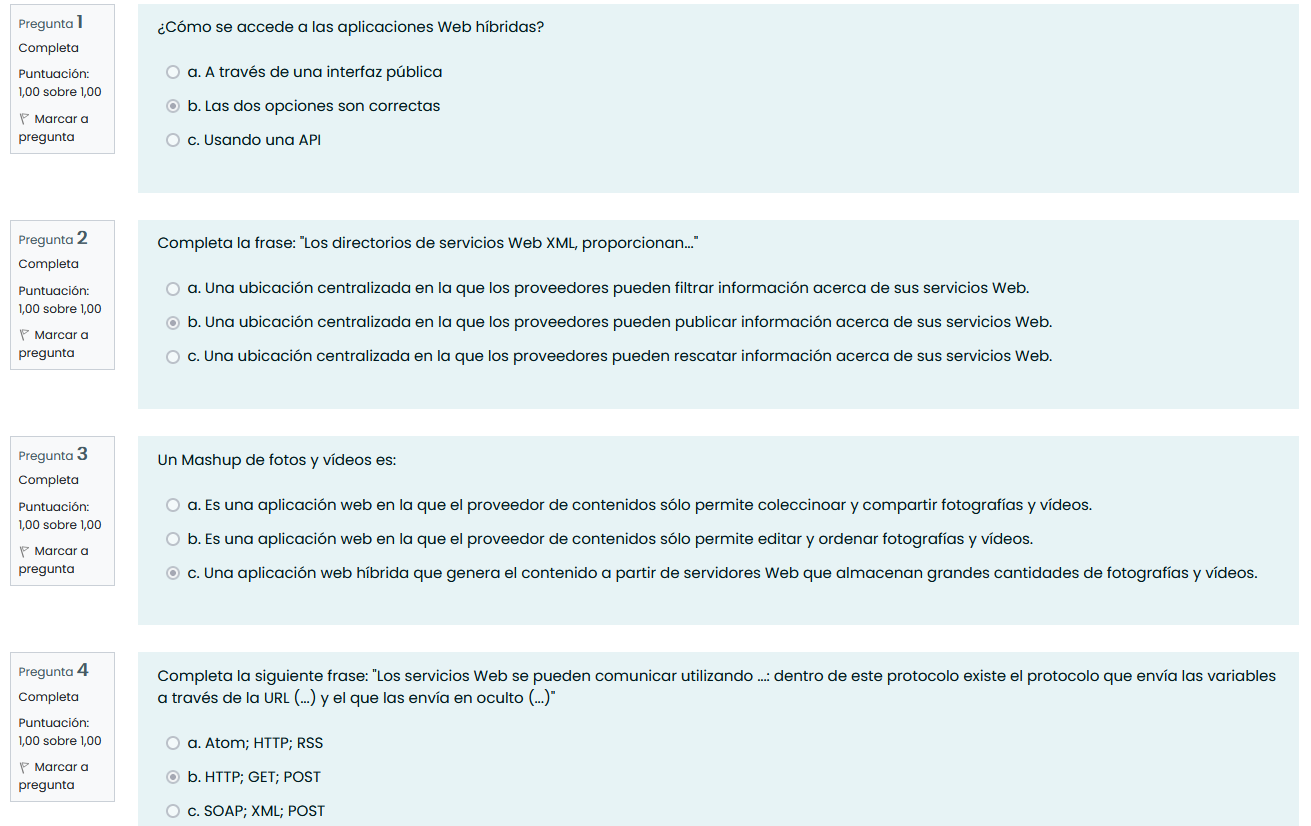 Pregunta 1
Completa
Puntuación:
1,00 sobre 1,00
Marcar a
pregunta
¿Cómo se accede a las aplicaciones Web híbridas?
a. A través de una interfaz pública
b. Las dos opciones son correctas
c. Usando una API
Pregunta 2
Completa
Puntuación:
1,00 sobre 1,00
Marcar a
pregunta
Completa la frase: "Los directorios de servicios Web XML, proporcionan..."
a. Una ubicación centralizada en la que los proveedores pueden filtrar información acerca de sus servicios Web.
b. Una ubicación centralizada en la que los proveedores pueden publicar información acerca de sus servicios Web.
c. Una ubicación centralizada en la que los proveedores pueden rescatar información acerca de sus servicios Web.
Pregunta 3
Completa
Puntuación:
1,00 sobre 1,00
Marcar a
pregunta
Un Mashup de fotos y vídeos es:
a. Es una aplicación web en la que el proveedor de contenidos sólo permite coleccinoar y compartir fotografías y vídeos.
b. Es una aplicación web en la que el proveedor de contenidos sólo permite editar y ordenar fotografías y vídeos.
c. Una aplicación web híbrida que genera el contenido a partir de servidores Web que almacenan grandes cantidades de fotografías y vídeos.
Pregunta 4
Completa
Puntuación:
1,00 sobre 1,00
Marcar a
pregunta
Completa la siguiente frase: "Los servicios Web se pueden comunicar utilizando ...: dentro de este protocolo existe el protocolo que envía las variables
a través de la URL (...) y el que las envía en oculto (...)"
a. Atom; HTTP; RSS
b. HTTP; GET; POST
c. SOAP; XML; POST